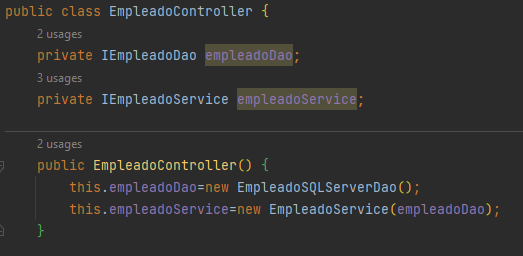 public class EmpleadoController {
2 usages
private IEmpleadoDao empleadoDao;
3 usages
private IEmpleadoService empleadoService;
2 usages
public EmpleadoController() {
this.empleadoDao=new EmpleadoSQLServerDao();
this.empleadoService=new EmpleadoService(empleadoDao);
}